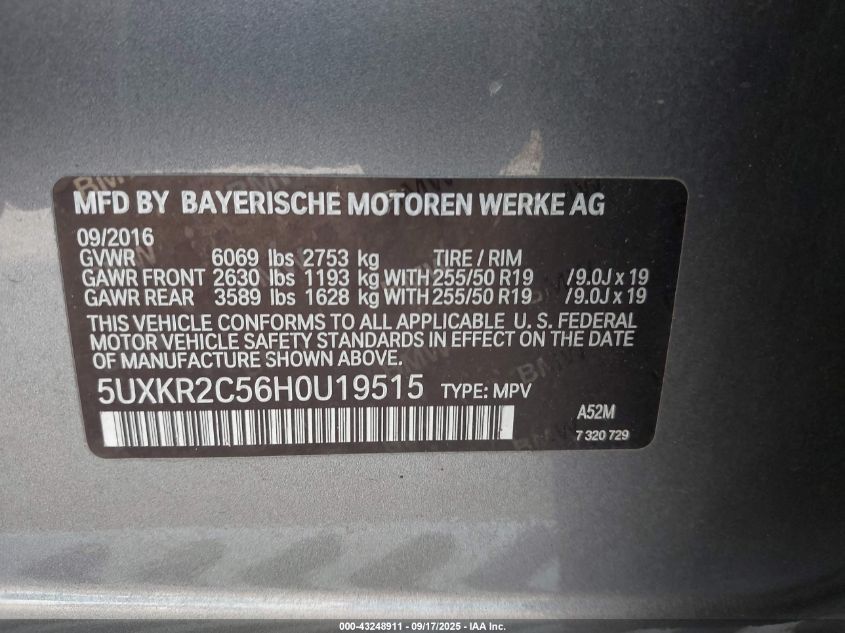 MFD BY BAYERISCHE MOTOREN WERKE AG
09/2016
GVWR 6069 lbs 2753 kg TIRE / RIM
GAWR FRONT 2630 lbs 1193 kg WITH 255/50 R19 /9.0J x 19
GAWR REAR 3589 lbs 1628 kg WITH 255/50 R19 /9.0J x 19
THIS VEHICLE CONFORMS TO ALL APPLICABLE U. S. FEDERAL
MOTOR VEHICLE SAFETY STANDARDS IN EFFECT ON THE DATE
OF MANUFACTURE SHOWN ABOVE.
5UXKR2C56H0U19515 TYPE: MPV
A52M
7 320 729
000-43248911 - 09/17/2025 - IAA Inc.